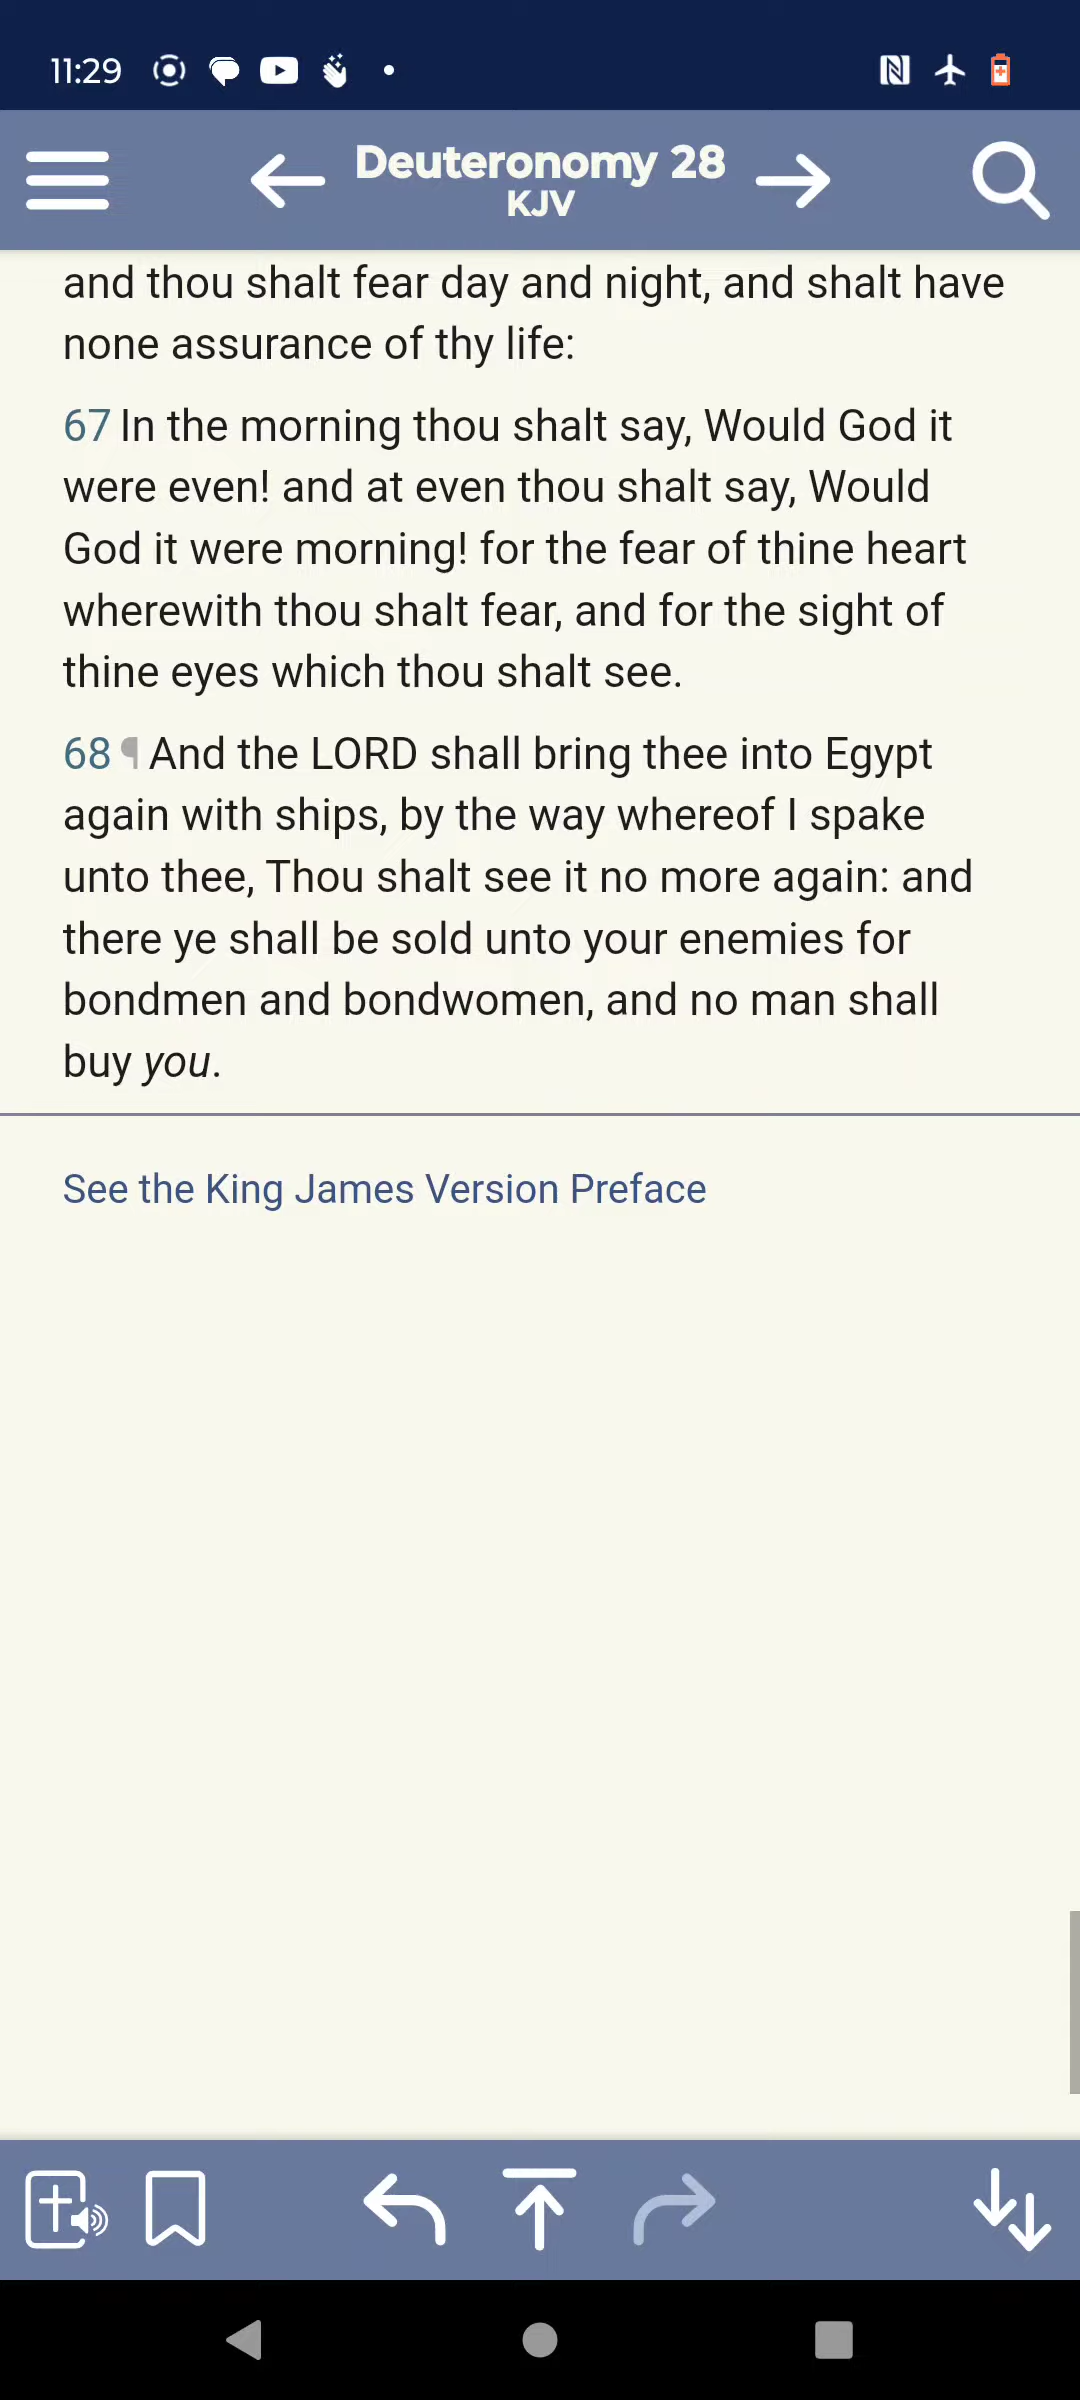 11:29
Deuteronomy 28
KJV
and thou shalt fear day and night, and shalt have
none assurance of thy life:
67 In the morning thou shalt say, Would God it
were even! and at even thou shalt say, Would
God it were morning! for the fear of thine heart
wherewith thou shalt fear, and for the sight of
thine eyes which thou shalt see.
68 ¶ And the LORD shall bring thee into Egypt
again with ships, by the way whereof I spake
unto thee, Thou shalt see it no more again: and
there ye shall be sold unto your enemies for
bondmen and bondwomen, and no man shall
buy you.
See the King James Version Preface